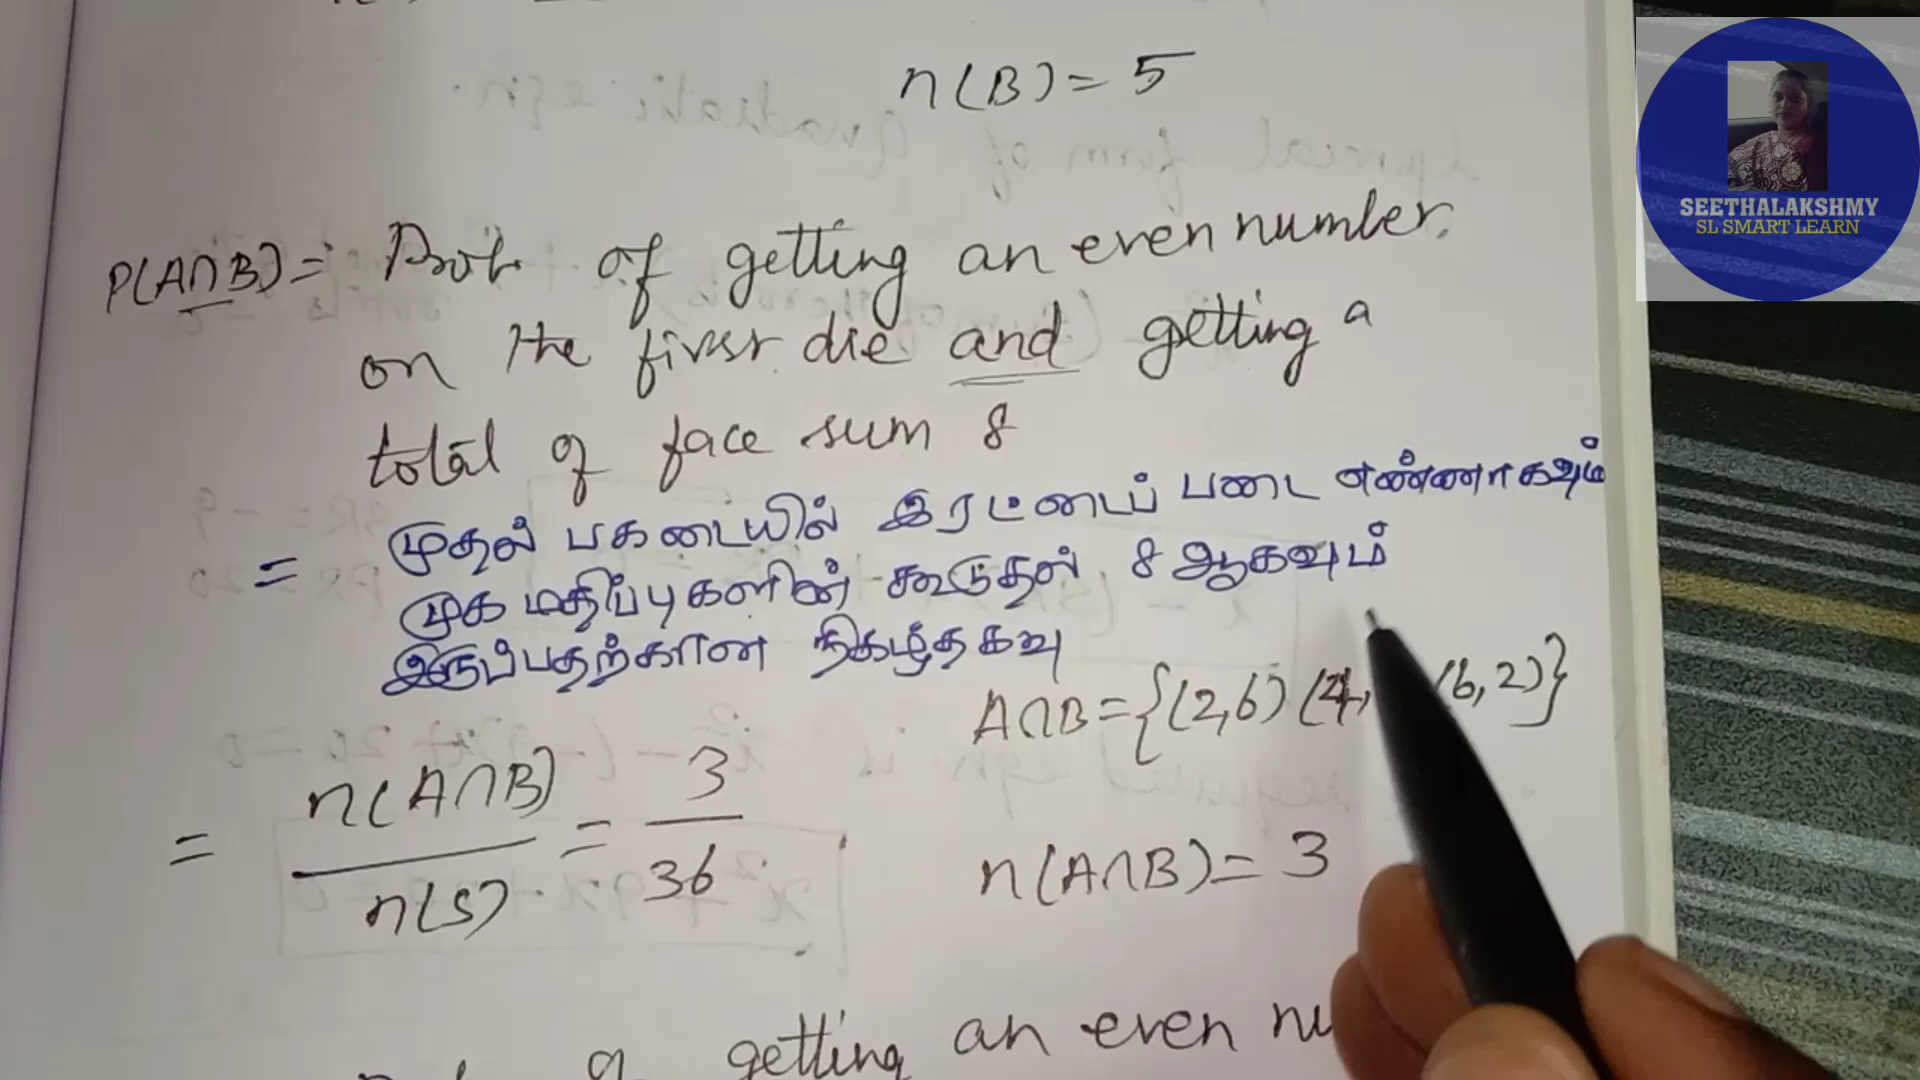 n(B) = 5
P(A∩B) = Prob. of getting an even number.
on the first die and getting a
total of face sum 8
= முதல் பகடையில் இரட்டைப் படை எண்ணாகவும்
முக மதிப்புகளின் கூடுதல் 8 ஆகவும்
இருப்பதற்கான நிகழ்தகவு
A∩B = {(2,6) (4, (6,2)}
= n(A∩B) / n(S) = 3 / 36
n(A∩B) = 3
getting an even nu
SEETHALAKSHMY
SL SMART LEARN